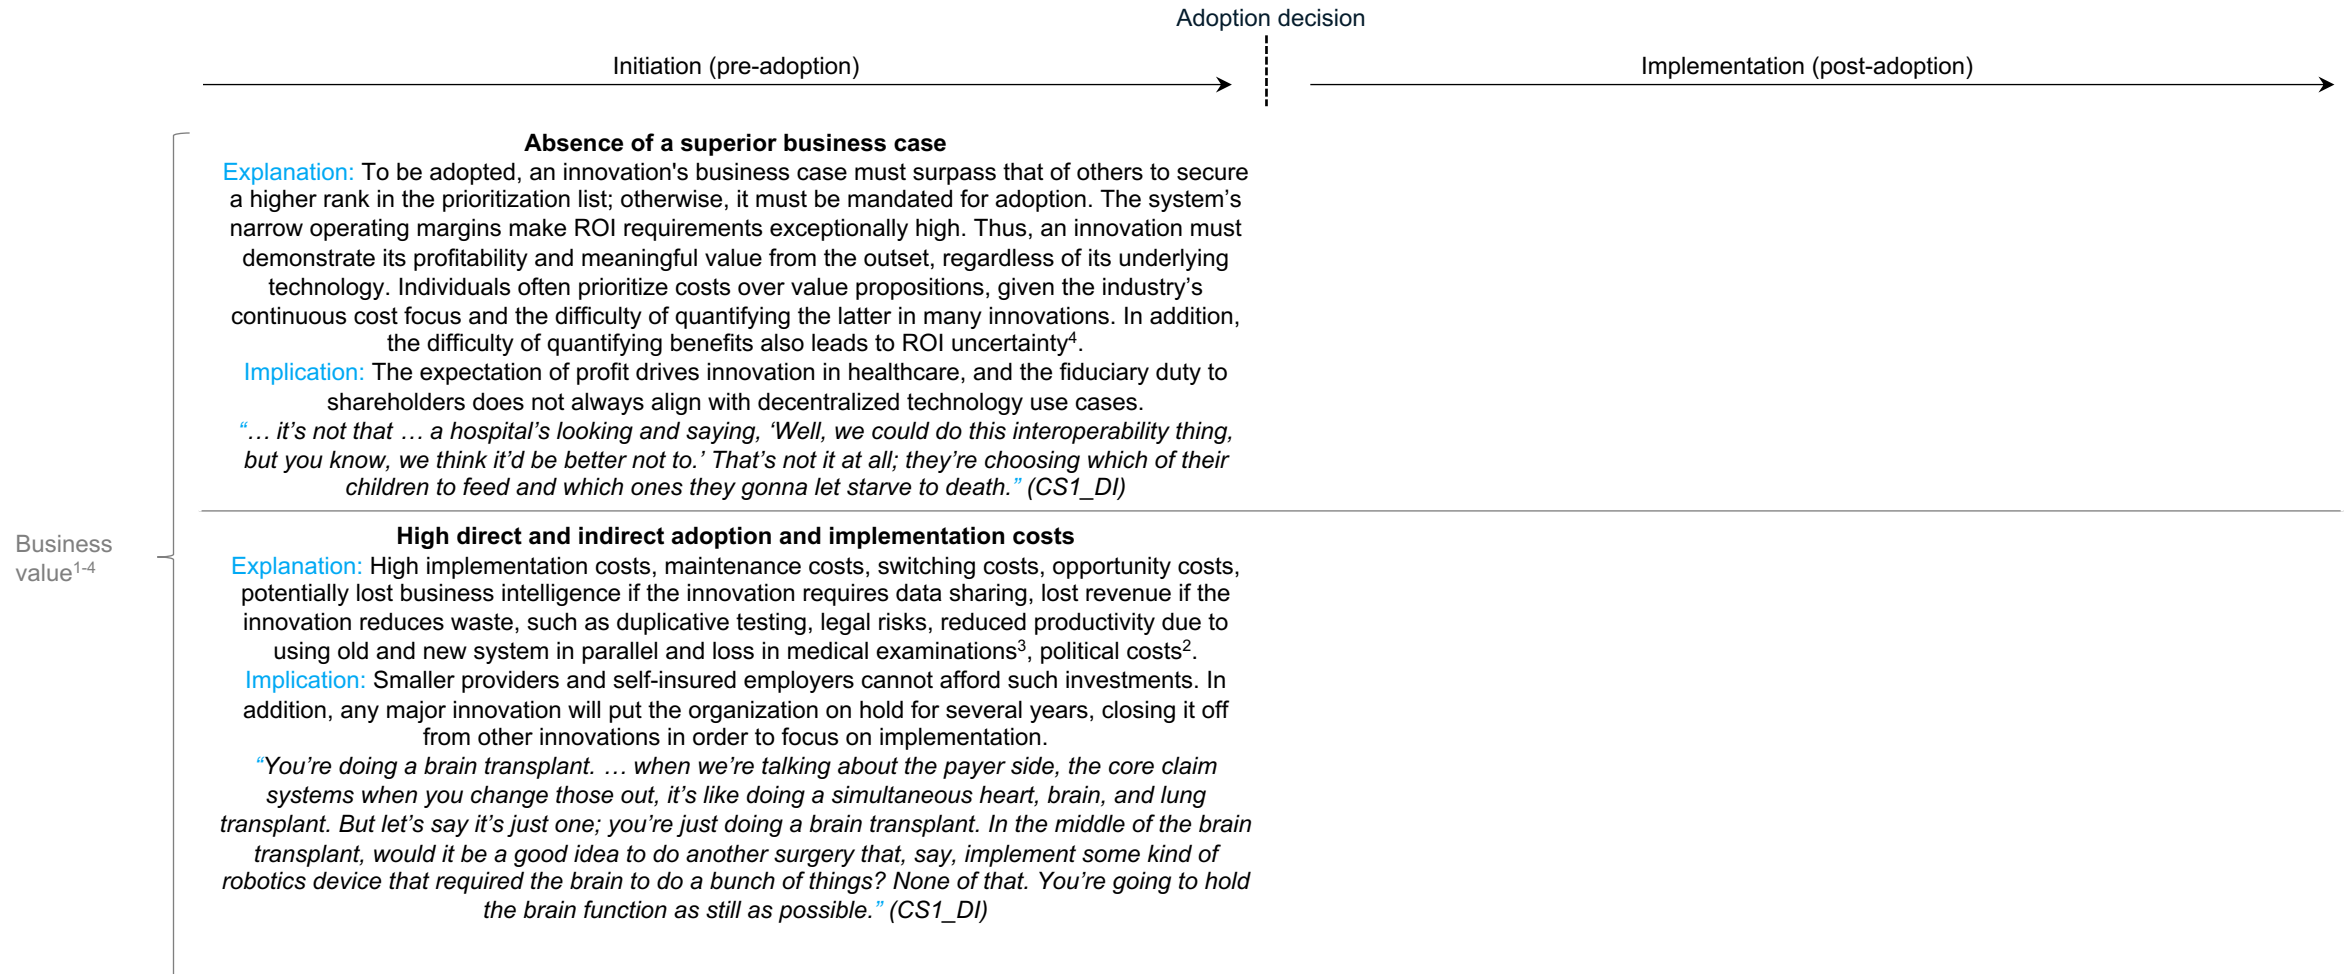 Adoption decision
Initiation (pre-adoption)
Implementation (post-adoption)
Absence of a superior business case
Explanation: To be adopted, an innovation's business case must surpass that of others to secure
a higher rank in the prioritization list; otherwise, it must be mandated for adoption. The system’s
narrow operating margins make ROI requirements exceptionally high. Thus, an innovation must
demonstrate its profitability and meaningful value from the outset, regardless of its underlying
technology. Individuals often prioritize costs over value propositions, given the industry’s
continuous cost focus and the difficulty of quantifying the latter in many innovations. In addition,
the difficulty of quantifying benefits also leads to ROI uncertainty⁴.
Implication: The expectation of profit drives innovation in healthcare, and the fiduciary duty to
shareholders does not always align with decentralized technology use cases.
“… it’s not that … a hospital’s looking and saying, ‘Well, we could do this interoperability thing,
but you know, we think it’d be better not to.’ That’s not it at all; they’re choosing which of their
children to feed and which ones they gonna let starve to death.” (CS1_DI)
Business
value¹⁻⁴
High direct and indirect adoption and implementation costs
Explanation: High implementation costs, maintenance costs, switching costs, opportunity costs,
potentially lost business intelligence if the innovation requires data sharing, lost revenue if the
innovation reduces waste, such as duplicative testing, legal risks, reduced productivity due to
using old and new system in parallel and loss in medical examinations³, political costs².
Implication: Smaller providers and self-insured employers cannot afford such investments. In
addition, any major innovation will put the organization on hold for several years, closing it off
from other innovations in order to focus on implementation.
“You’re doing a brain transplant. … when we’re talking about the payer side, the core claim
systems when you change those out, it’s like doing a simultaneous heart, brain, and lung
transplant. But let’s say it’s just one; you’re just doing a brain transplant. In the middle of the brain
transplant, would it be a good idea to do another surgery that, say, implement some kind of
robotics device that required the brain to do a bunch of things? None of that. You’re going to hold
the brain function as still as possible.” (CS1_DI)